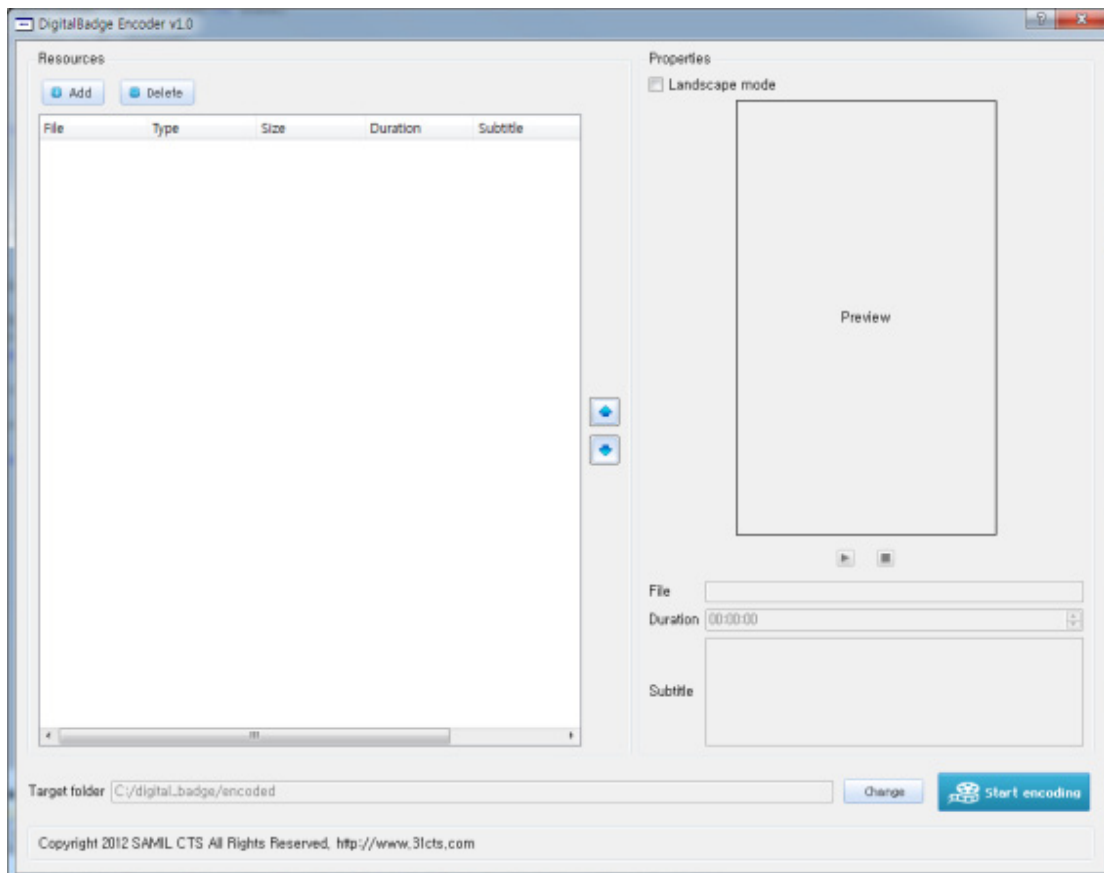 DigitalBadge Encoder v1.0
Resources
Add Delete
File Type Size Duration Subtitle
Properties
Landscape mode
Preview
File
Duration 00:00:00
Subtitle
Target folder C:/digital_badge/encoded Change Start encoding
Copyright 2012 SAMIL CTS All Rights Reserved, http://www.31cts.com